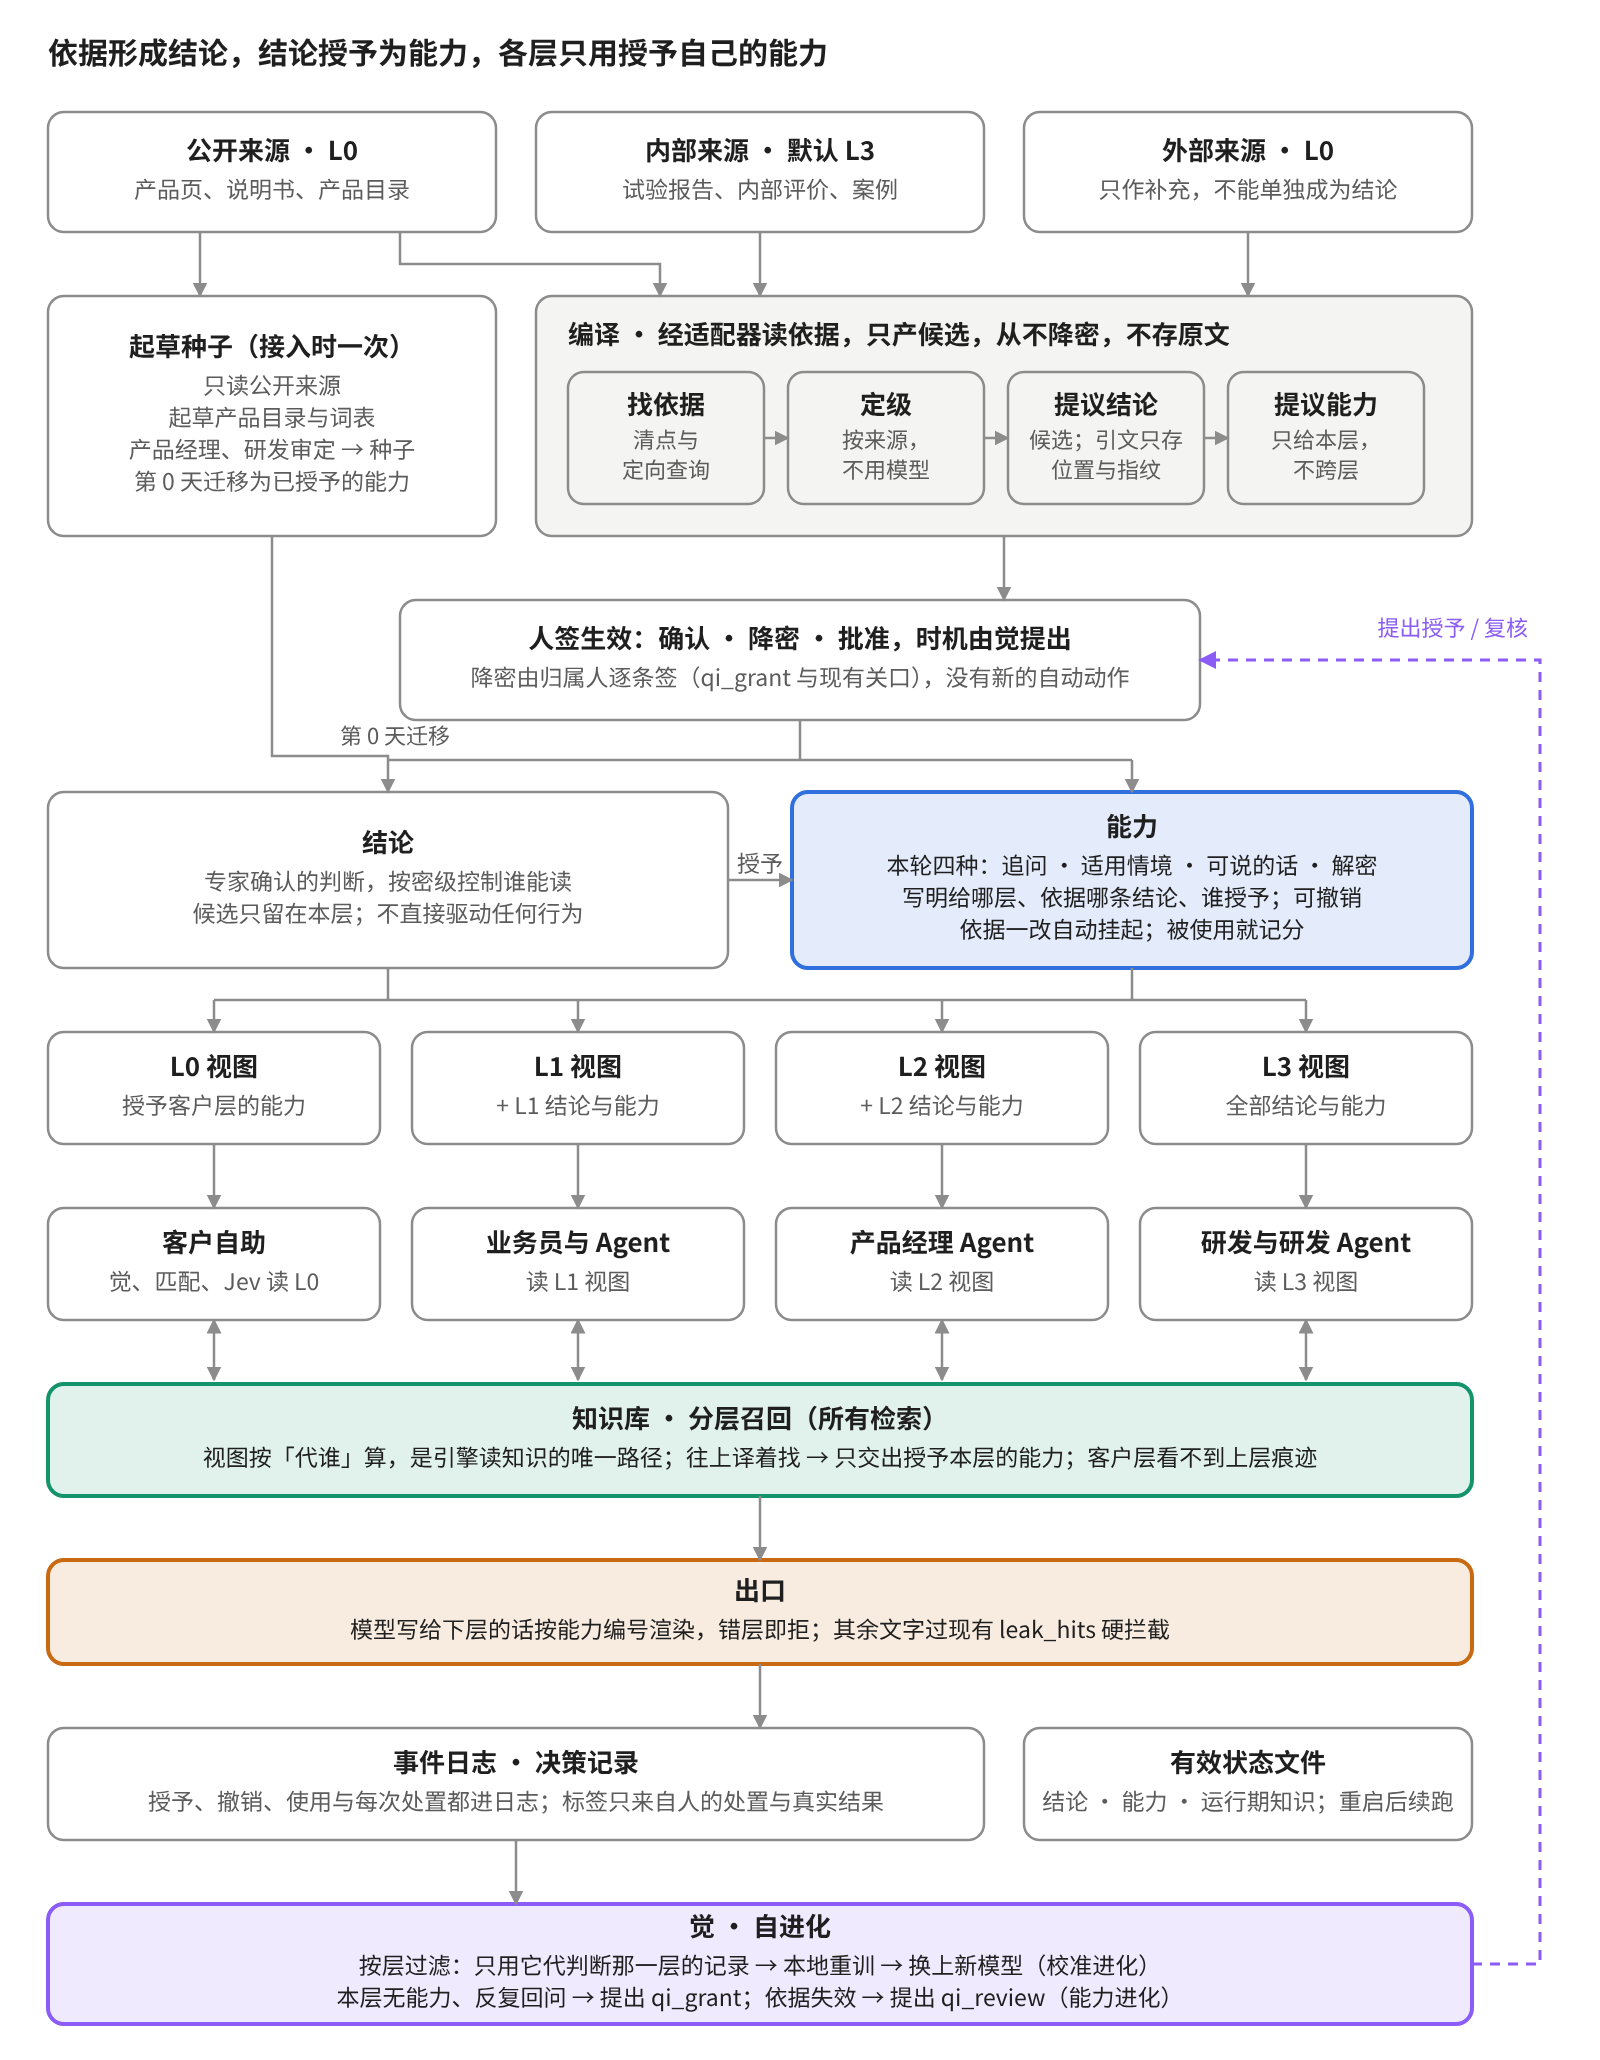 依据形成结论，结论授予为能力，各层只用授予自己的能力
公开来源 · L0
产品页、说明书、产品目录
内部来源 · 默认 L3
试验报告、内部评价、案例
外部来源 · L0
只作补充，不能单独成为结论
起草种子（接入时一次）
只读公开来源
起草产品目录与词表
产品经理、研发审定 → 种子
第 0 天迁移为已授予的能力
编译 · 经适配器读依据，只产候选，从不降密，不存原文
找依据
清点与
定向查询
定级
按来源，
不用模型
提议结论
候选；引文只存
位置与指纹
提议能力
只给本层，
不跨层
人签生效：确认 · 降密 · 批准，时机由觉提出
降密由归属人逐条签（qi_grant 与现有关口），没有新的自动动作
提出授予 / 复核
第 0 天迁移
结论
专家确认的判断，按密级控制谁能读
候选只留在本层；不直接驱动任何行为
授予
能力
本轮四种：追问 · 适用情境 · 可说的话 · 解密
写明给哪层、依据哪条结论、谁授予；可撤销
依据一改自动挂起；被使用就记分
L0 视图
授予客户层的能力
L1 视图
+ L1 结论与能力
L2 视图
+ L2 结论与能力
L3 视图
全部结论与能力
客户自助
觉、匹配、Jev 读 L0
业务员与 Agent
读 L1 视图
产品经理 Agent
读 L2 视图
研发与研发 Agent
读 L3 视图
知识库 · 分层召回（所有检索）
视图按「代谁」算，是引擎读知识的唯一路径；往上译着找 → 只交出授予本层的能力；客户层看不到上层痕迹
出口
模型写给下层的话按能力编号渲染，错层即拒；其余文字过现有 leak_hits 硬拦截
事件日志 · 决策记录
授予、撤销、使用与每次处置都进日志；标签只来自人的处置与真实结果
有效状态文件
结论 · 能力 · 运行期知识；重启后续跑
觉 · 自进化
按层过滤：只用它代判断那一层的记录 → 本地重训 → 换上新模型（校准进化）
本层无能力、反复回问 → 提出 qi_grant；依据失效 → 提出 qi_review（能力进化）